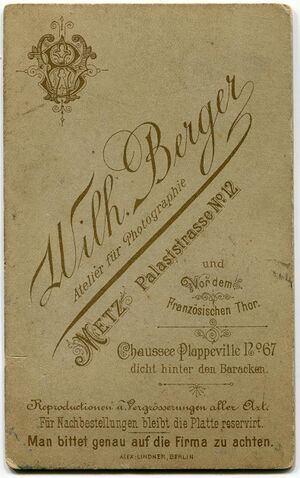 Wilh. Berger
Atelier für Photographie
METZ Palaststrasse No 12
und
Vor dem
Französischen Thor.
Chaussee Plappeville No 67
dicht hinter den Baracken.
Reproductionen u. Vergrösserungen aller Art.
Für Nachbestellungen bleibt die Platte reservirt.
Man bittet genau auf die Firma zu achten.
ALEX. LINDNER, BERLIN